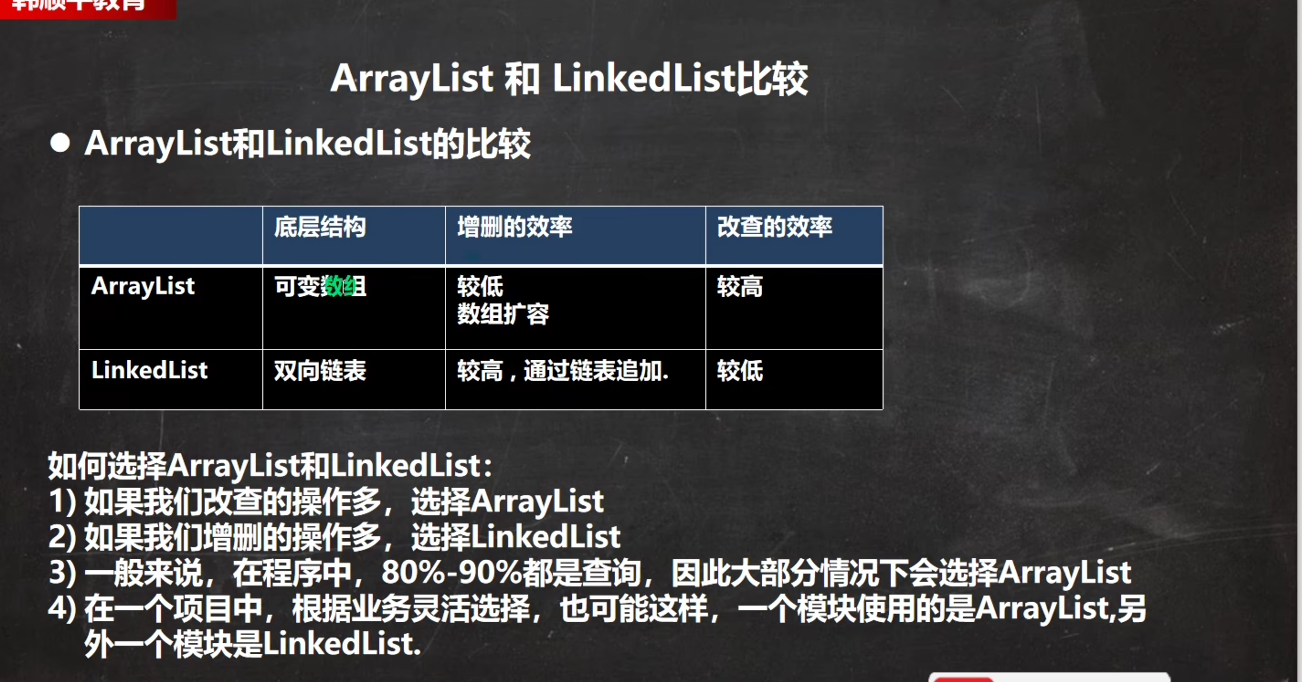 韩顺平教育
ArrayList 和 LinkedList比较
● ArrayList和LinkedList的比较
底层结构 增删的效率 改查的效率
ArrayList 可变数组 较低 较高
数组扩容
LinkedList 双向链表 较高，通过链表追加. 较低
如何选择ArrayList和LinkedList：
1) 如果我们改查的操作多，选择ArrayList
2) 如果我们增删的操作多，选择LinkedList
3) 一般来说，在程序中，80%-90%都是查询，因此大部分情况下会选择ArrayList
4) 在一个项目中，根据业务灵活选择，也可能这样，一个模块使用的是ArrayList,另
外一个模块是LinkedList.